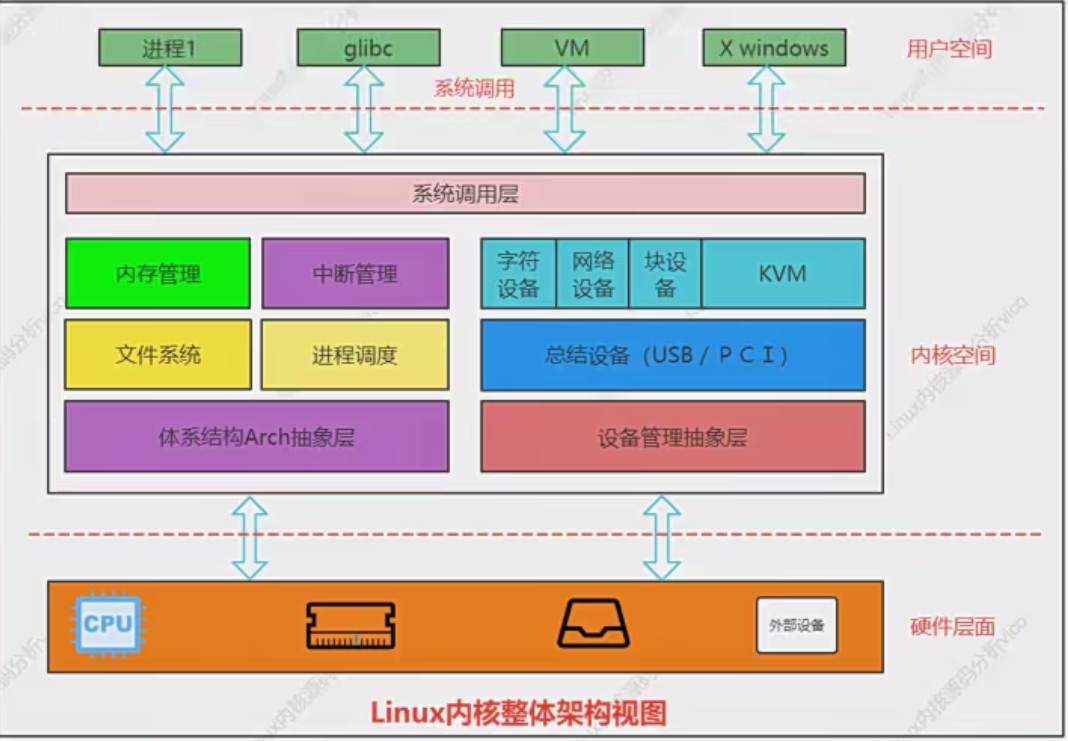 进程1
glibc
VM
X windows
用户空间
系统调用
系统调用层
内存管理
中断管理
字符
设备
网络
设备
块设
备
KVM
文件系统
进程调度
总结设备（USB / ＰＣＩ）
内核空间
体系结构Arch抽象层
设备管理抽象层
CPU
外部设备
硬件层面
Linux内核整体架构视图
Linux内核源码分析vico